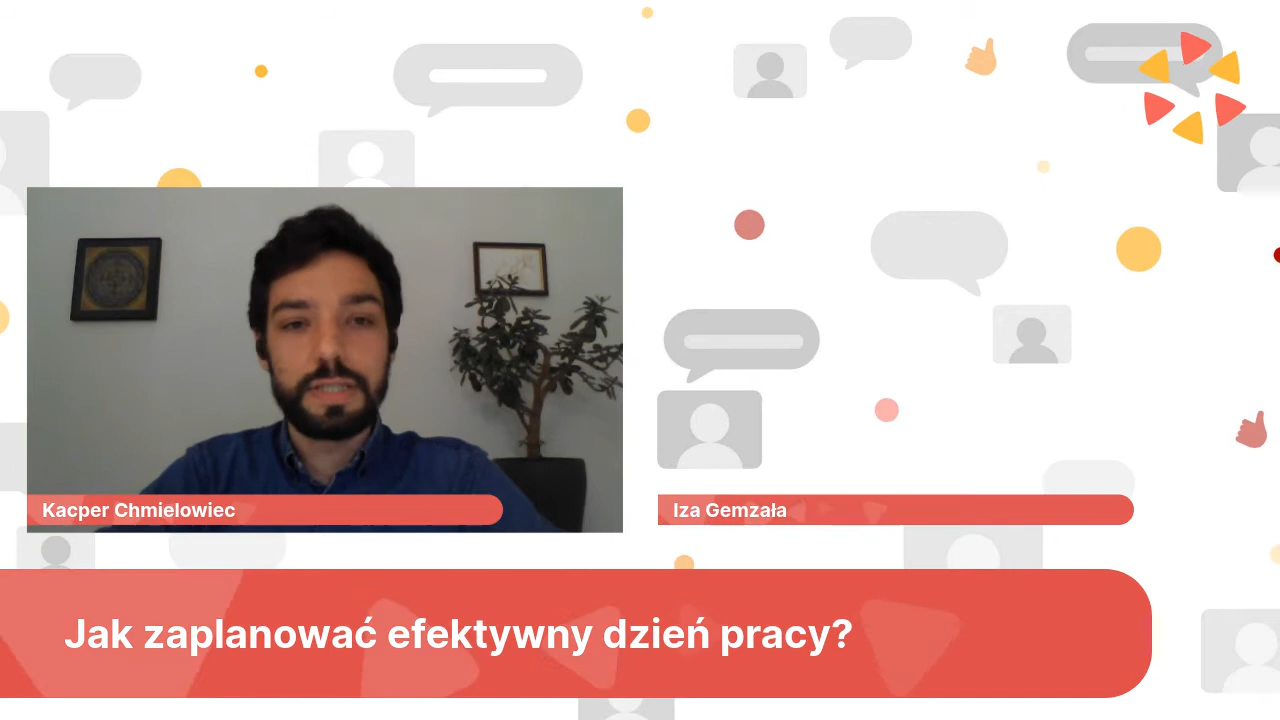 Kacper Chmielowiec
Iza Gemzała
Jak zaplanować efektywny dzień pracy?